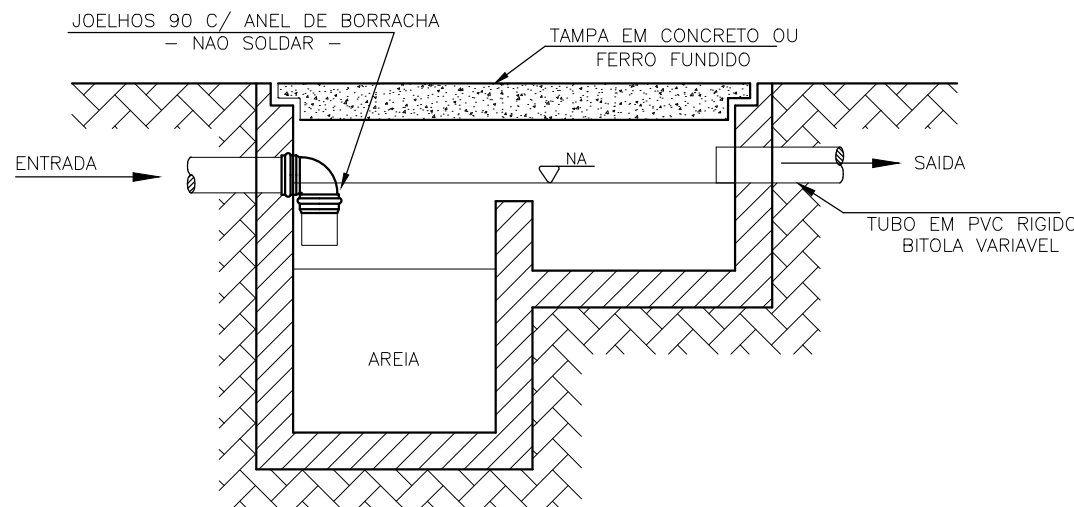 JOELHOS 90 C/ ANEL DE BORRACHA
- NAO SOLDAR -
TAMPA EM CONCRETO OU
FERRO FUNDIDO
ENTRADA
NA
SAIDA
TUBO EM PVC RIGIDO
BITOLA VARIAVEL
AREIA